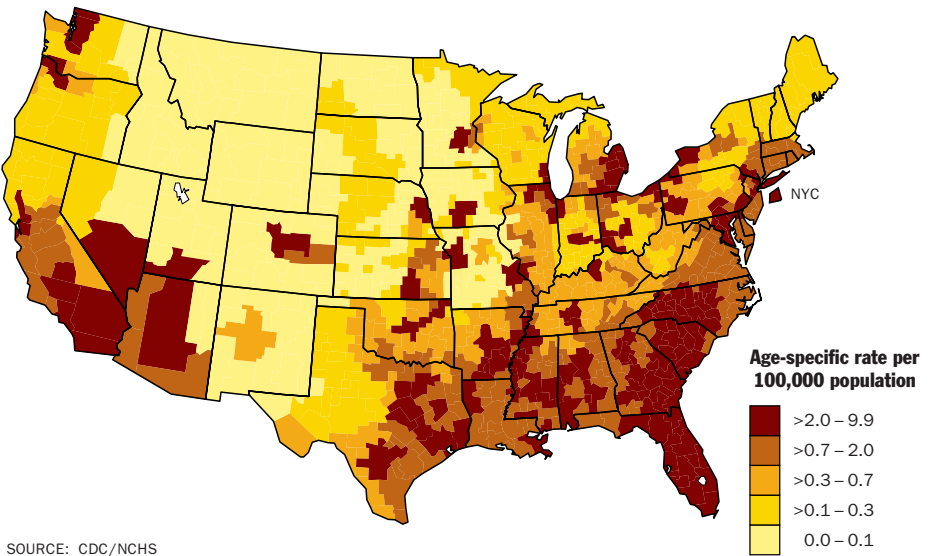 NYC
Age-specific rate per
100,000 population
>2.0 – 9.9
>0.7 – 2.0
>0.3 – 0.7
>0.1 – 0.3
0.0 – 0.1
SOURCE: CDC/NCHS